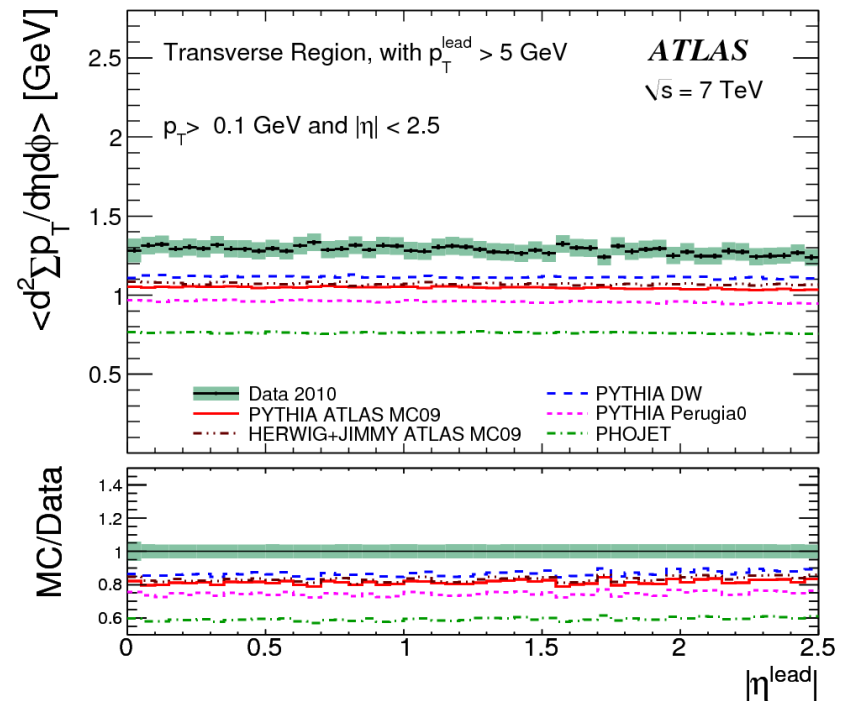 <d²∑p_T/dηdϕ> [GeV]
Transverse Region, with p_T^lead > 5 GeV
ATLAS
√s = 7 TeV
p_T> 0.1 GeV and |η| < 2.5
2.5
2
1.5
1
0.5
Data 2010
PYTHIA ATLAS MC09
HERWIG+JIMMY ATLAS MC09
PYTHIA DW
PYTHIA Perugia0
PHOJET
MC/Data
1.4
1.2
1
0.8
0.6
0 0.5 1 1.5 2 2.5
|η^lead|